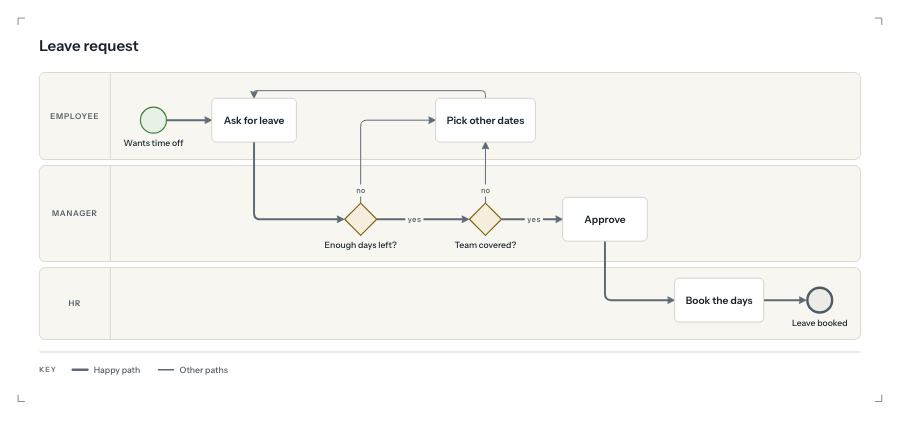 Leave request
EMPLOYEE
Wants time off
Ask for leave
Pick other dates
no
no
MANAGER
Enough days left?
yes
Team covered?
yes
Approve
HR
Book the days
Leave booked
KEY
Happy path
Other paths